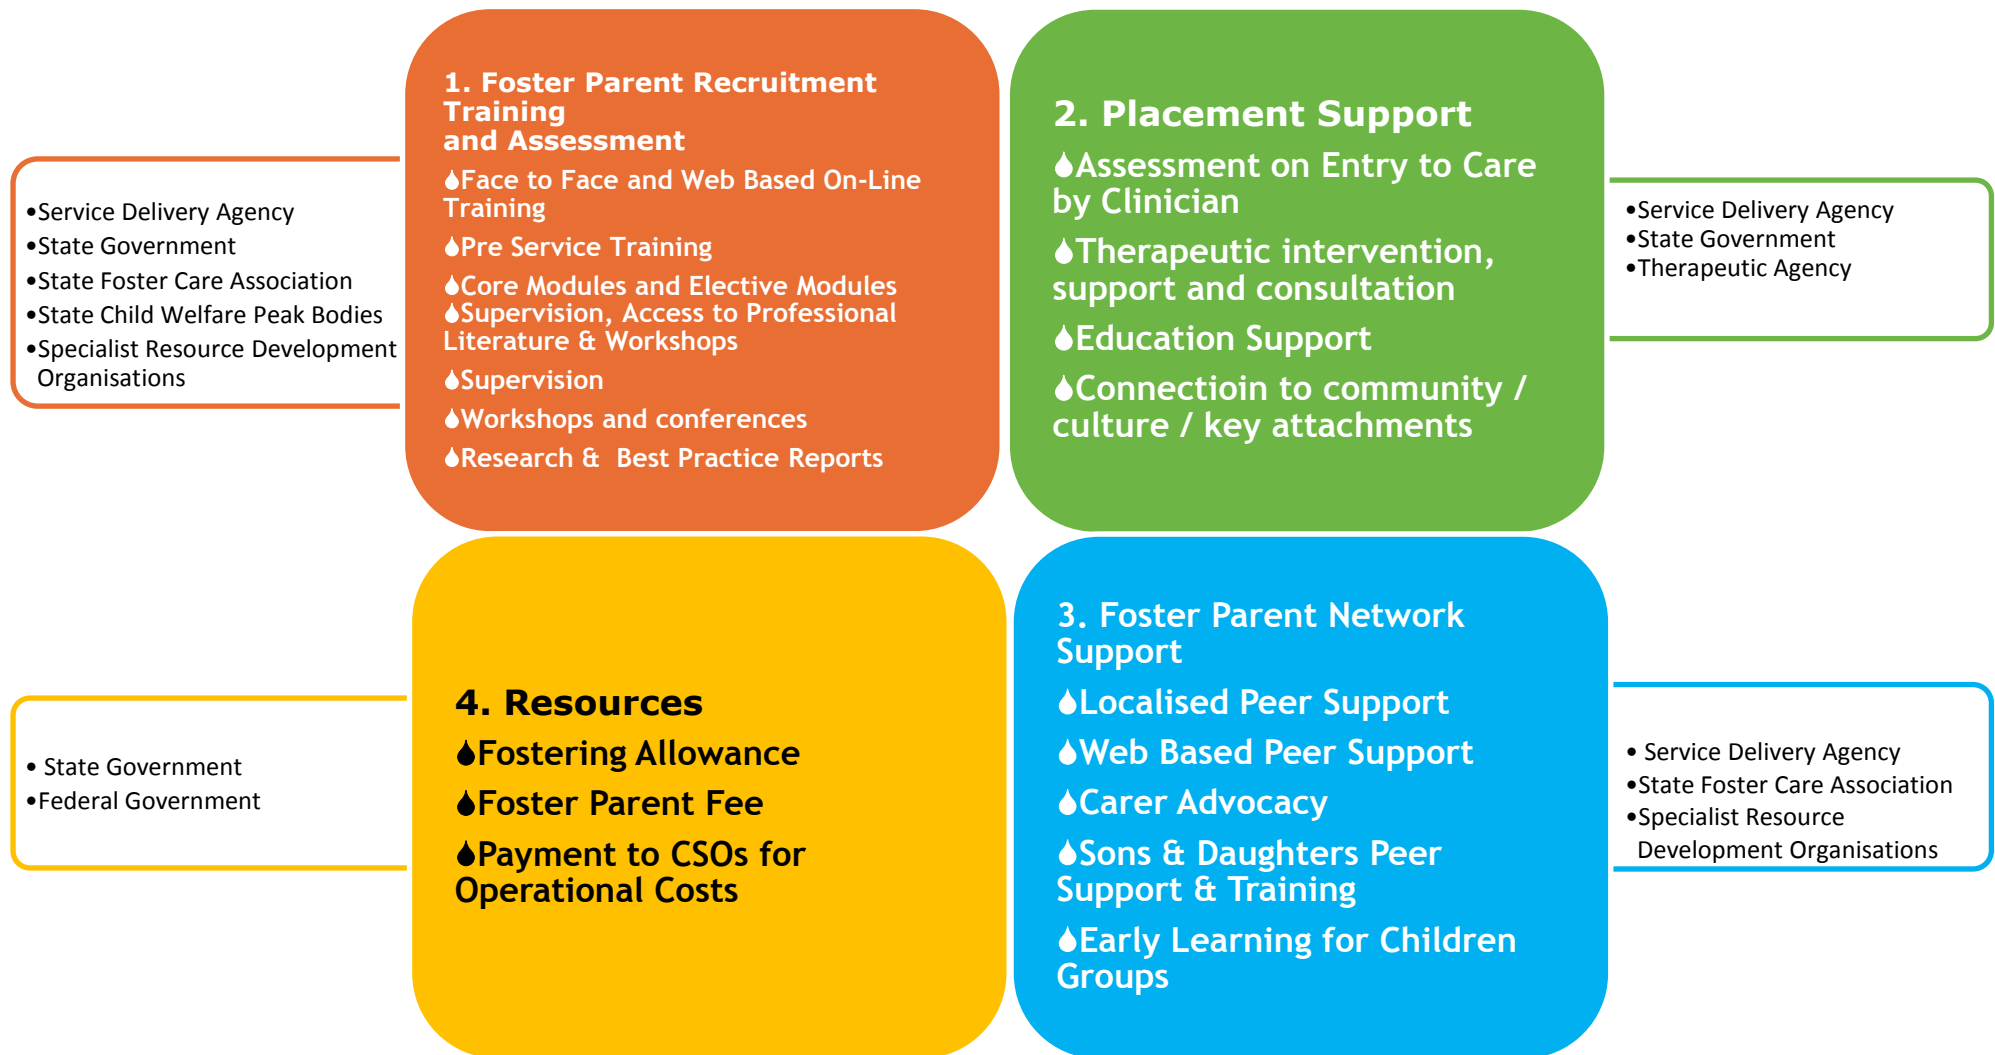 1. Foster Parent Recruitment
Training
and Assessment
Face to Face and Web Based On-Line
Training
Pre Service Training
Core Modules and Elective Modules
Supervision, Access to Professional
Literature & Workshops
Supervision
Workshops and conferences
Research & Best Practice Reports
•Service Delivery Agency
•State Government
•State Foster Care Association
•State Child Welfare Peak Bodies
•Specialist Resource Development
Organisations
2. Placement Support
Assessment on Entry to Care
by Clinician
Therapeutic intervention,
support and consultation
Education Support
Connectioin to community /
culture / key attachments
•Service Delivery Agency
•State Government
•Therapeutic Agency
3. Foster Parent Network
Support
Localised Peer Support
Web Based Peer Support
Carer Advocacy
Sons & Daughters Peer
Support & Training
Early Learning for Children
Groups
• Service Delivery Agency
•State Foster Care Association
•Specialist Resource
Development Organisations
4. Resources
Fostering Allowance
Foster Parent Fee
Payment to CSOs for
Operational Costs
• State Government
•Federal Government